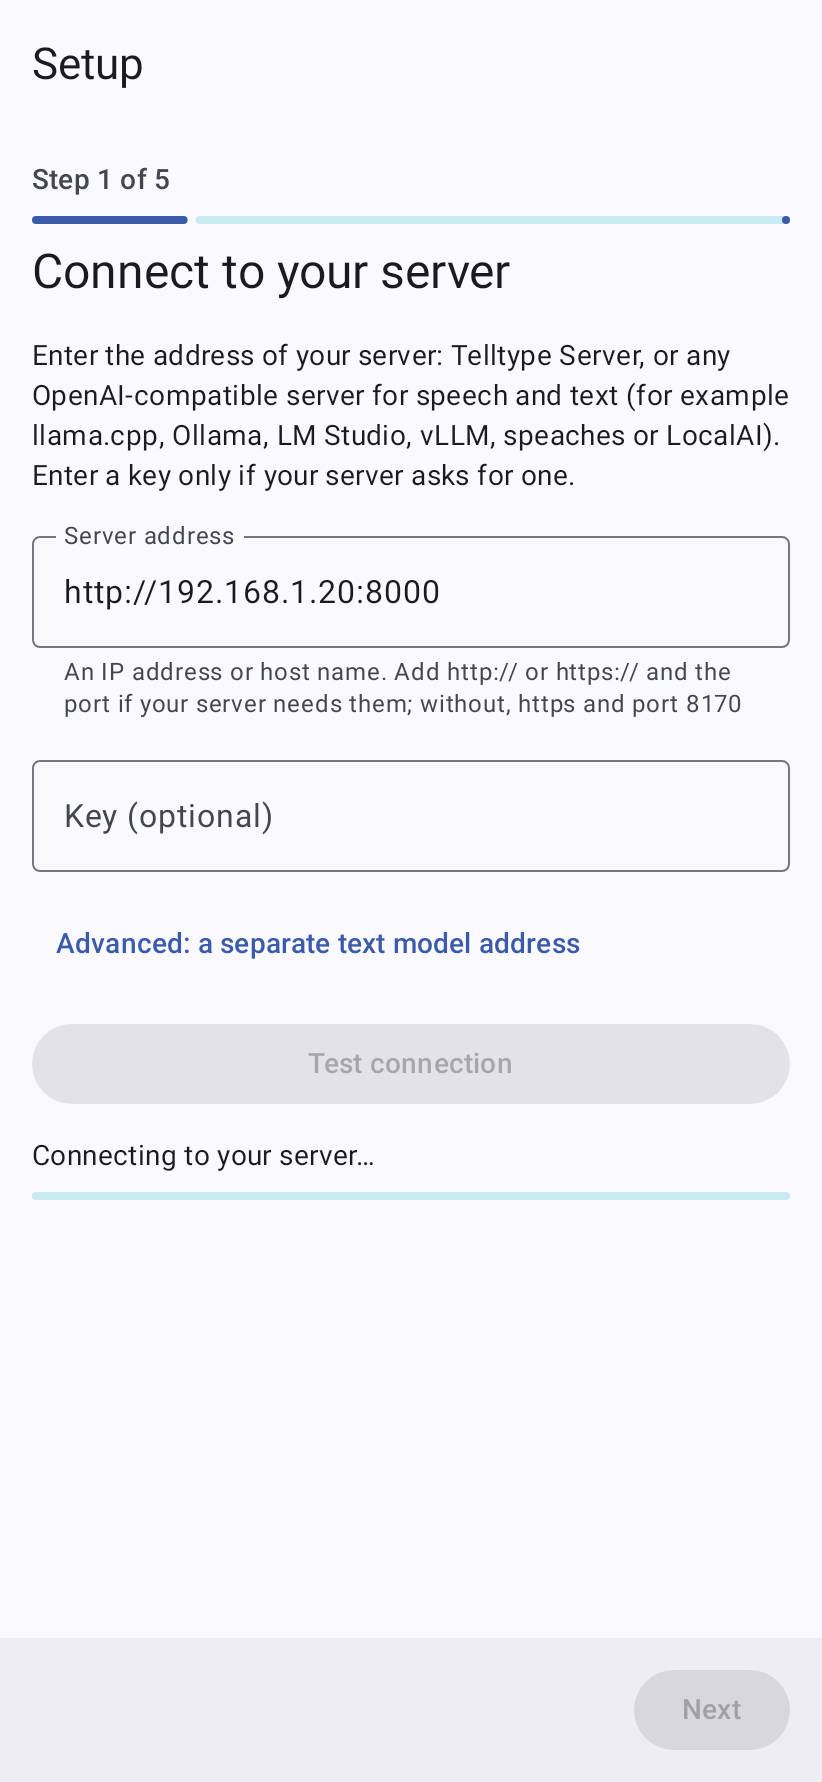 Setup
Step 1 of 5
Connect to your server
Enter the address of your server: Telltype Server, or any
OpenAI-compatible server for speech and text (for example
llama.cpp, Ollama, LM Studio, vLLM, speaches or LocalAI).
Enter a key only if your server asks for one.
Server address
http://192.168.1.20:8000
An IP address or host name. Add http:// or https:// and the
port if your server needs them; without, https and port 8170
Key (optional)
Advanced: a separate text model address
Test connection
Connecting to your server…
Next